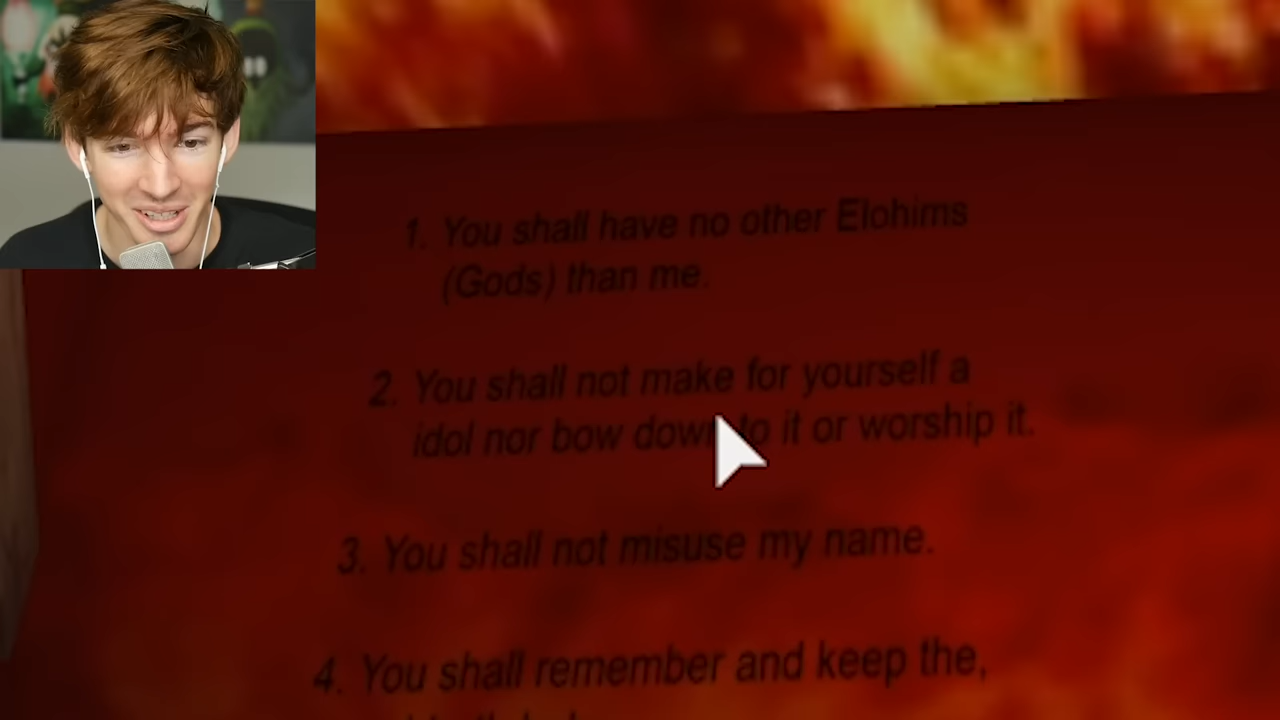 1. You shall have no other Elohims
(Gods) than me.
2. You shall not make for yourself a
idol nor bow down to it or worship it.
3. You shall not misuse my name.
4. You shall remember and keep the,